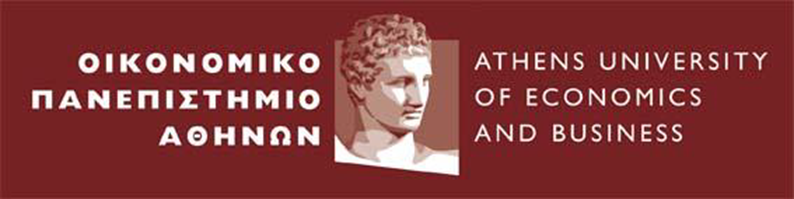 ΟΙΚΟΝΟΜΙΚΟ
ΠΑΝΕΠΙΣΤΗΜΙΟ
ΑΘΗΝΩΝ
ATHENS UNIVERSITY
OF ECONOMICS
AND BUSINESS